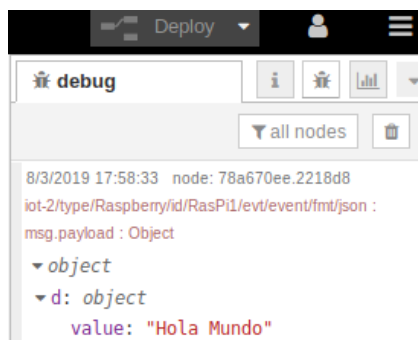 Deploy
debug
i
all nodes
8/3/2019 17:58:33 node: 78a670ee.2218d8
iot-2/type/Raspberry/id/RasPi1/evt/event/fmt/json :
msg.payload : Object
object
d: object
value: "Hola Mundo"